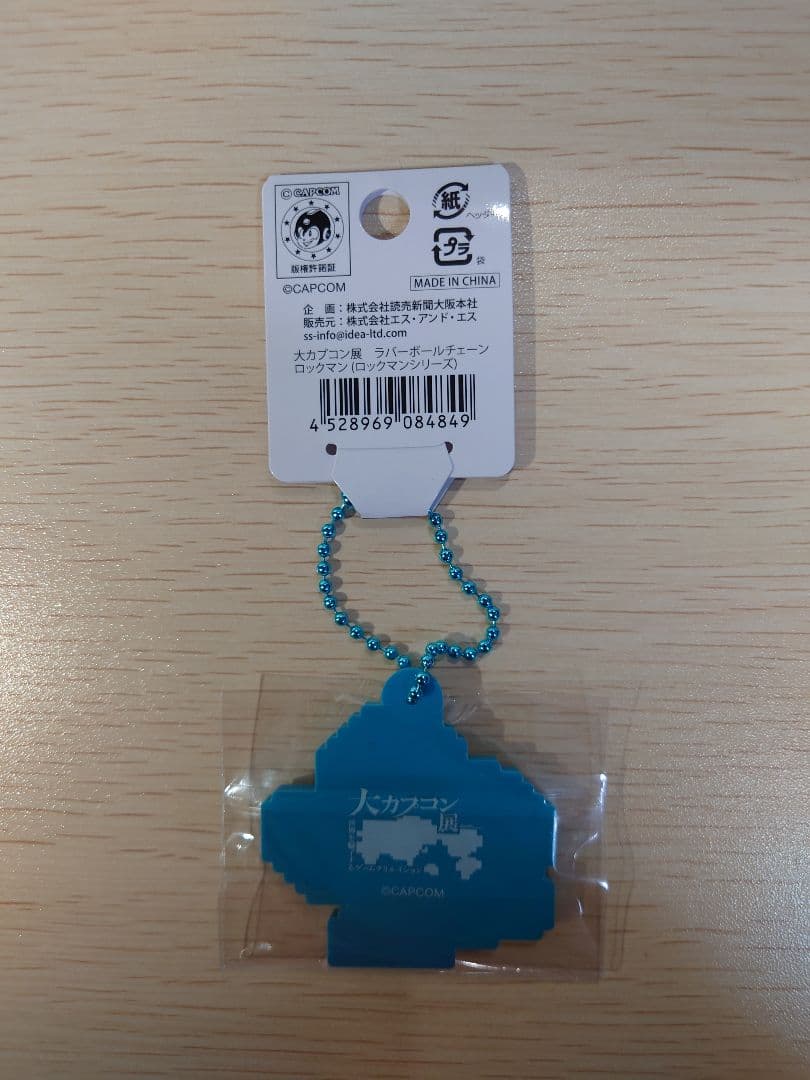 © CAPCOM
版権許諾証
©CAPCOM
紙
プラ
袋
MADE IN CHINA
企　画：株式会社読売新聞大阪本社
販売元：株式会社エス・アンド・エス
ss-info@idea-ltd.com
大カプコン展　ラバーボールチェーン
ロックマン (ロックマンシリーズ)
4 528969 084849
大カプコン
展
©CAPCOM